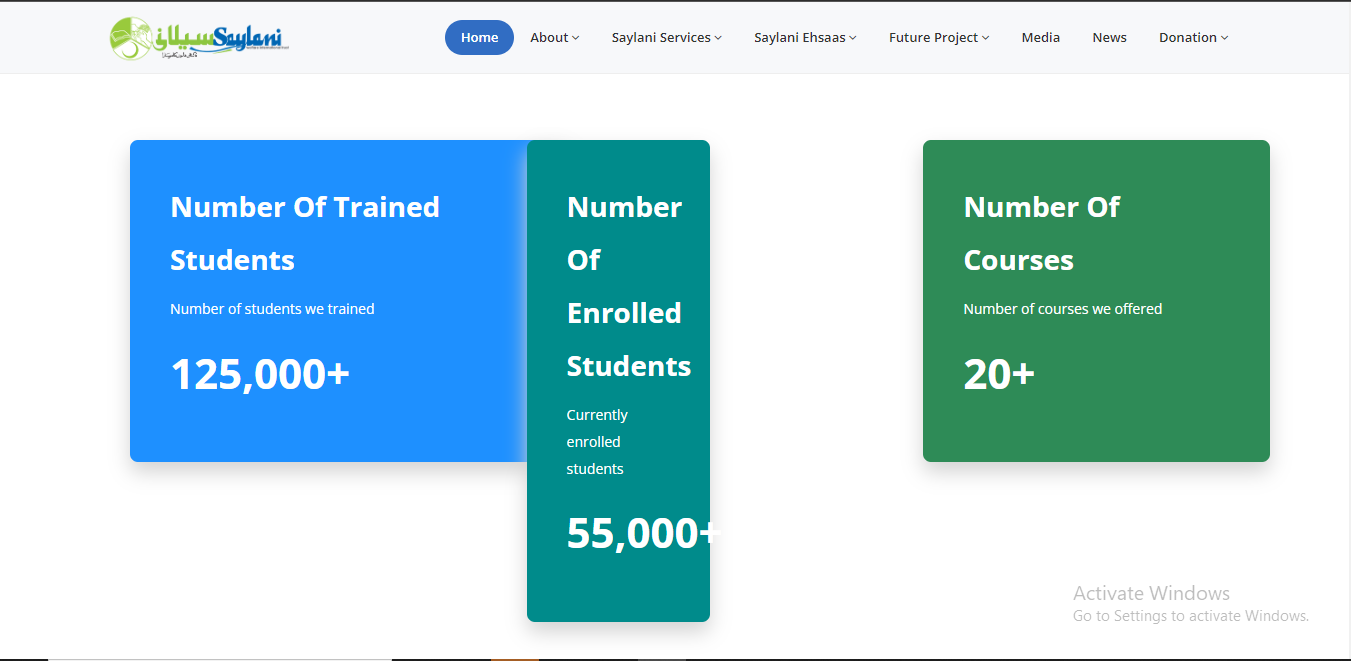 سیلانی Saylani
Home About Saylani Services Saylani Ehsaas Future Project Media News Donation
Number Of Trained
Students
Number of students we trained
125,000+
Number
Of
Enrolled
Students
Currently
enrolled
students
55,000+
Number Of
Courses
Number of courses we offered
20+
Activate Windows
Go to Settings to activate Windows.